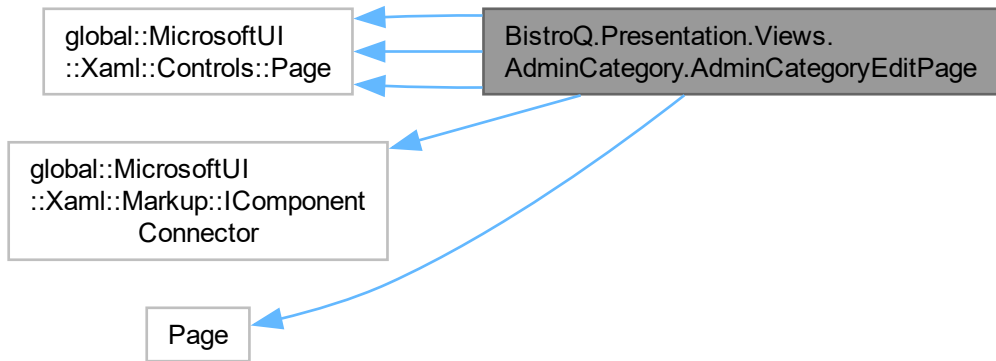 global::MicrosoftUI
::Xaml::Controls::Page
BistroQ.Presentation.Views.
AdminCategory.AdminCategoryEditPage
global::MicrosoftUI
::Xaml::Markup::IComponent
Connector
Page